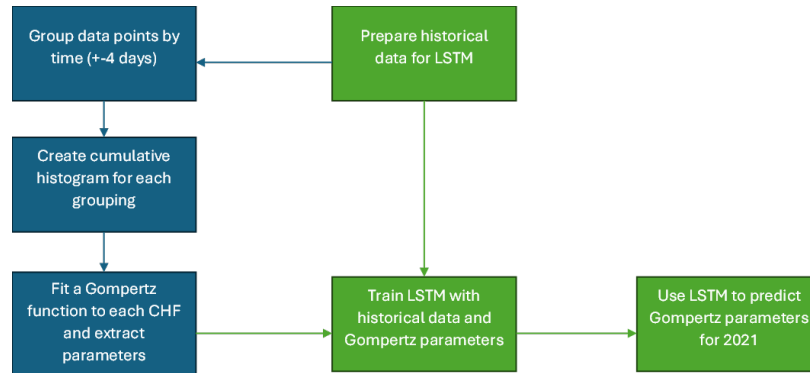 Group data points by
time (+-4 days)
Prepare historical
data for LSTM
Create cumulative
histogram for each
grouping
Fit a Gompertz
function to each CHF
and extract
parameters
Train LSTM with
historical data and
Gompertz parameters
Use LSTM to predict
Gompertz parameters
for 2021